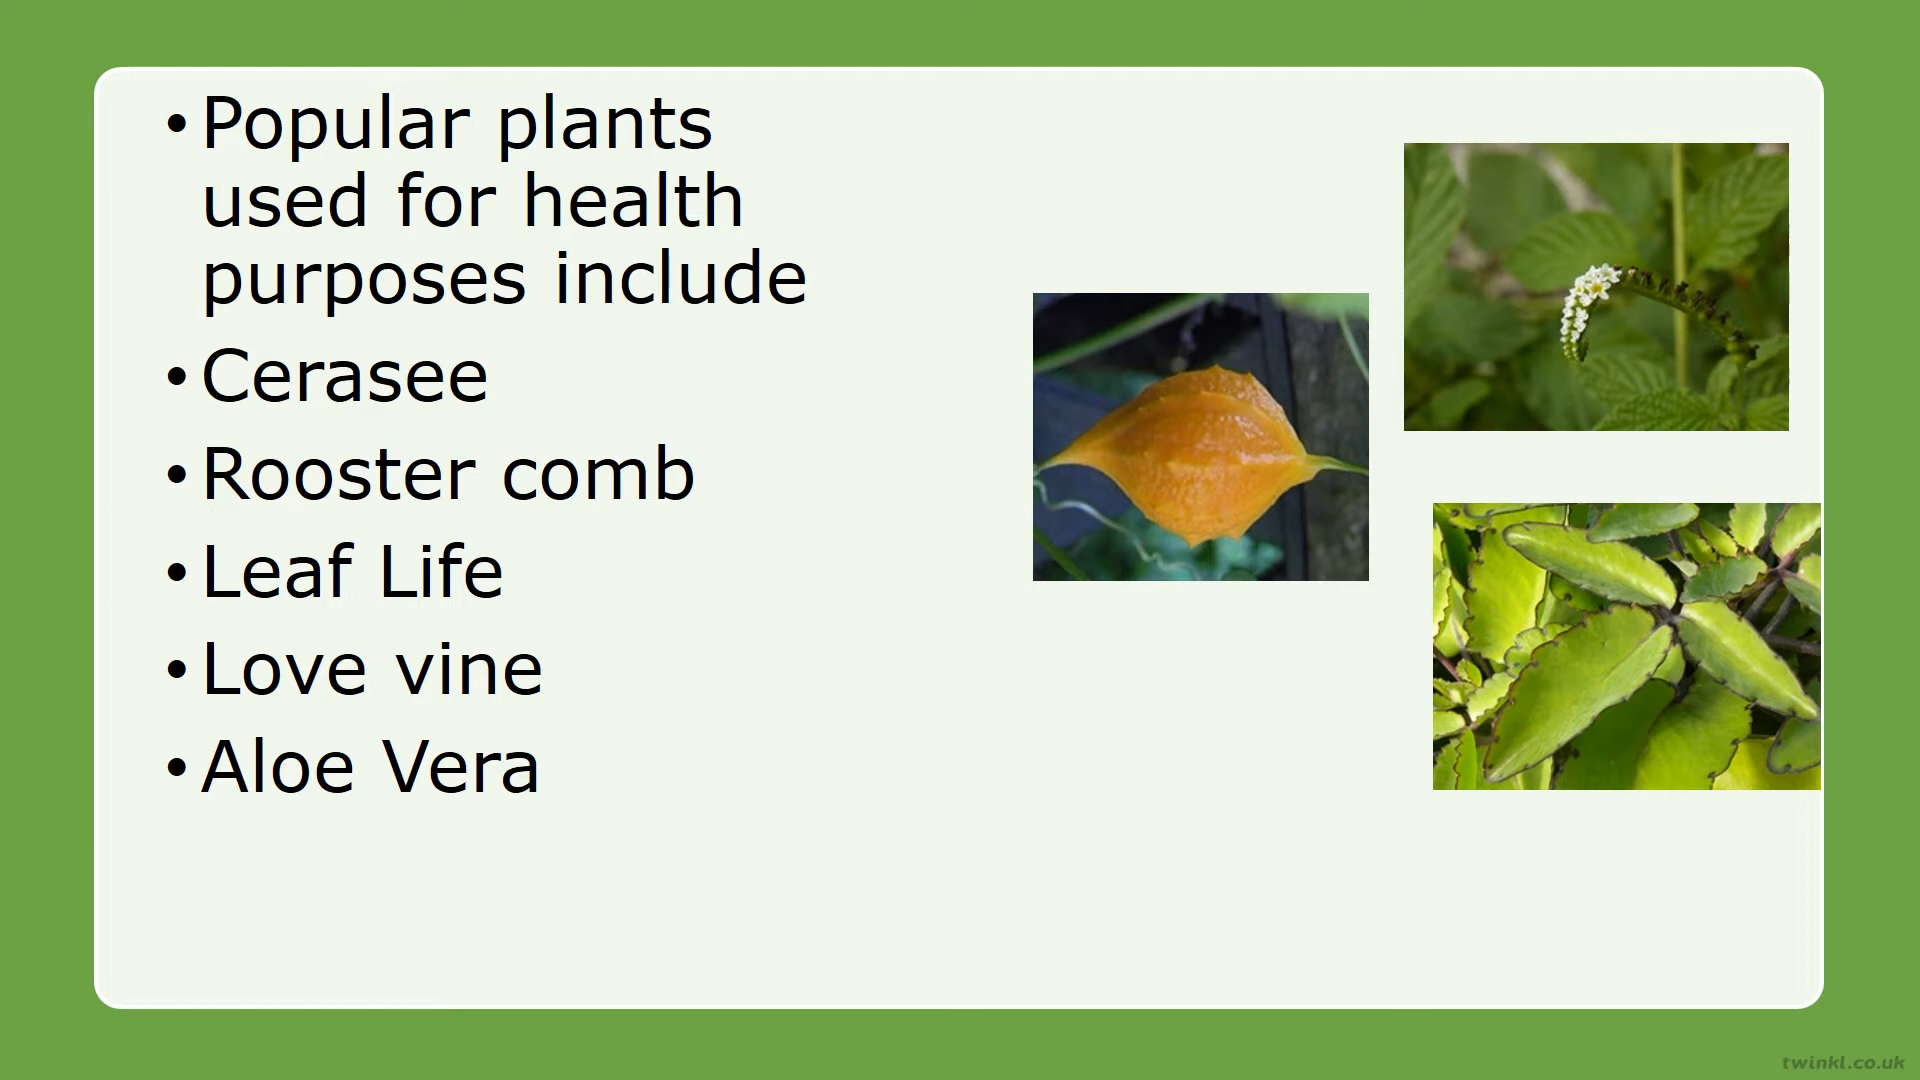 • Popular plants
used for health
purposes include
• Cerasee
• Rooster comb
• Leaf Life
• Love vine
• Aloe Vera
twinkl.co.uk